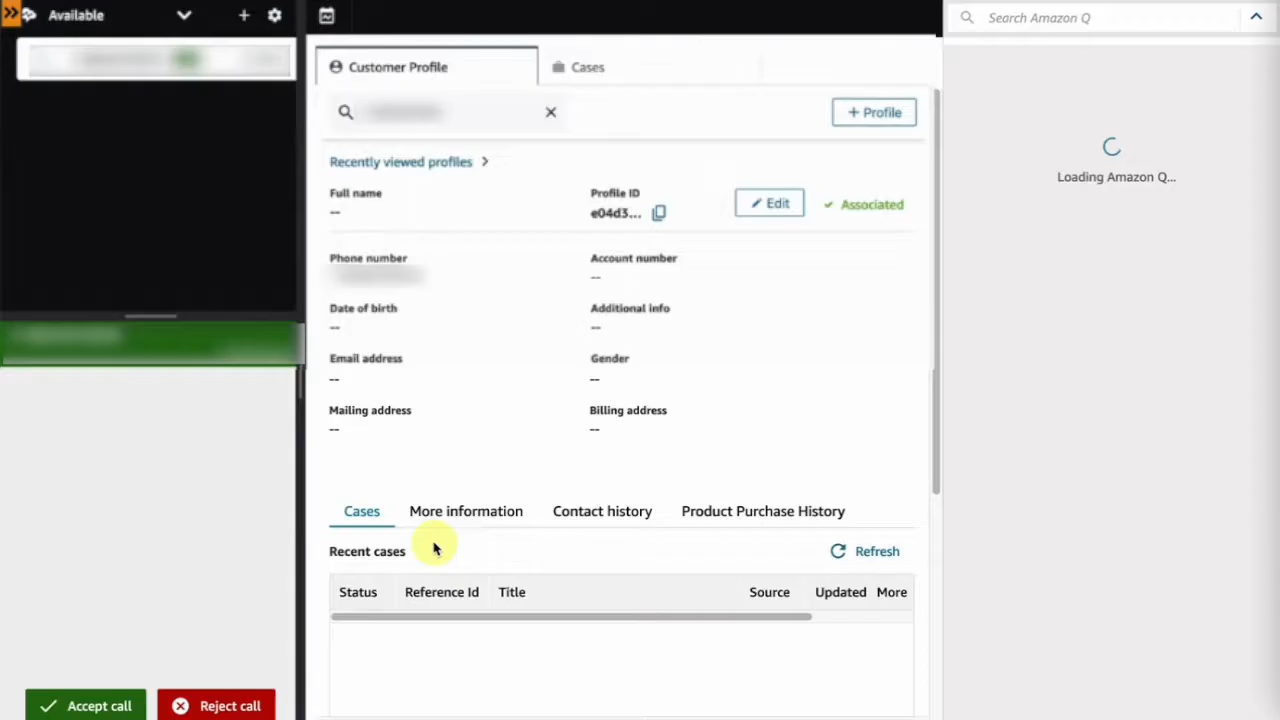 Available
Customer Profile
Cases
+ Profile
Recently viewed profiles
Full name
--
Profile ID
e04d3...
Edit
Associated
Phone number
Account number
--
Date of birth
--
Additional info
--
Email address
--
Gender
--
Mailing address
--
Billing address
--
Cases More information Contact history Product Purchase History
Recent cases
Refresh
Status Reference Id Title Source Updated More
Accept call
Reject call
Search Amazon Q
Loading Amazon Q...